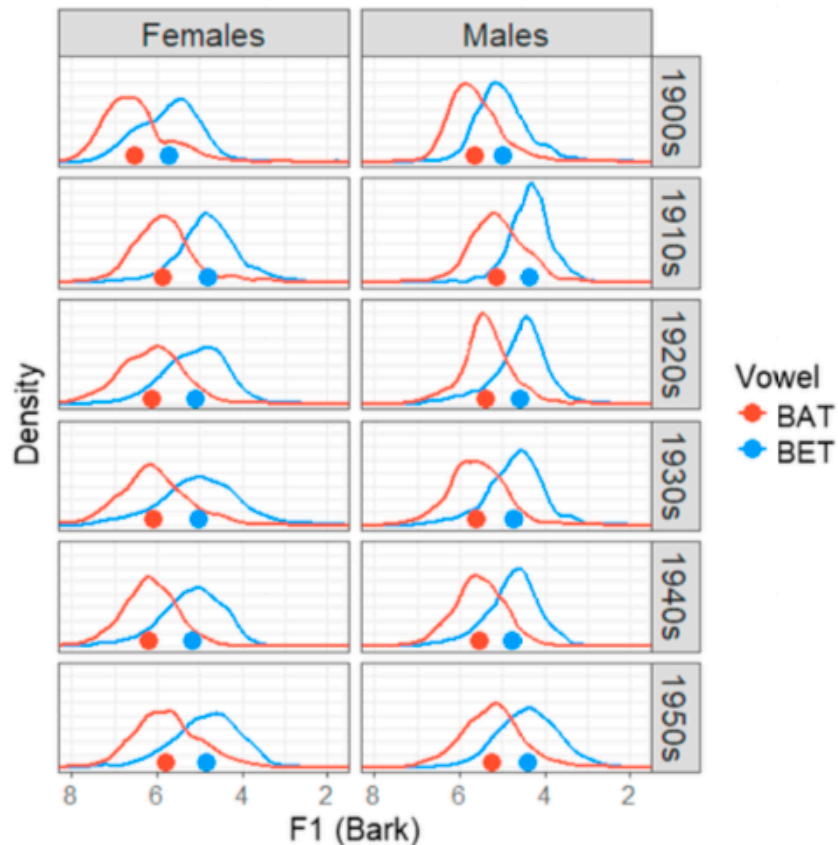 Females Males
1900s
1910s
1920s
1930s
1940s
1950s
Density
Vowel
BAT
BET
8 6 4 2 8 6 4 2
F1 (Bark)